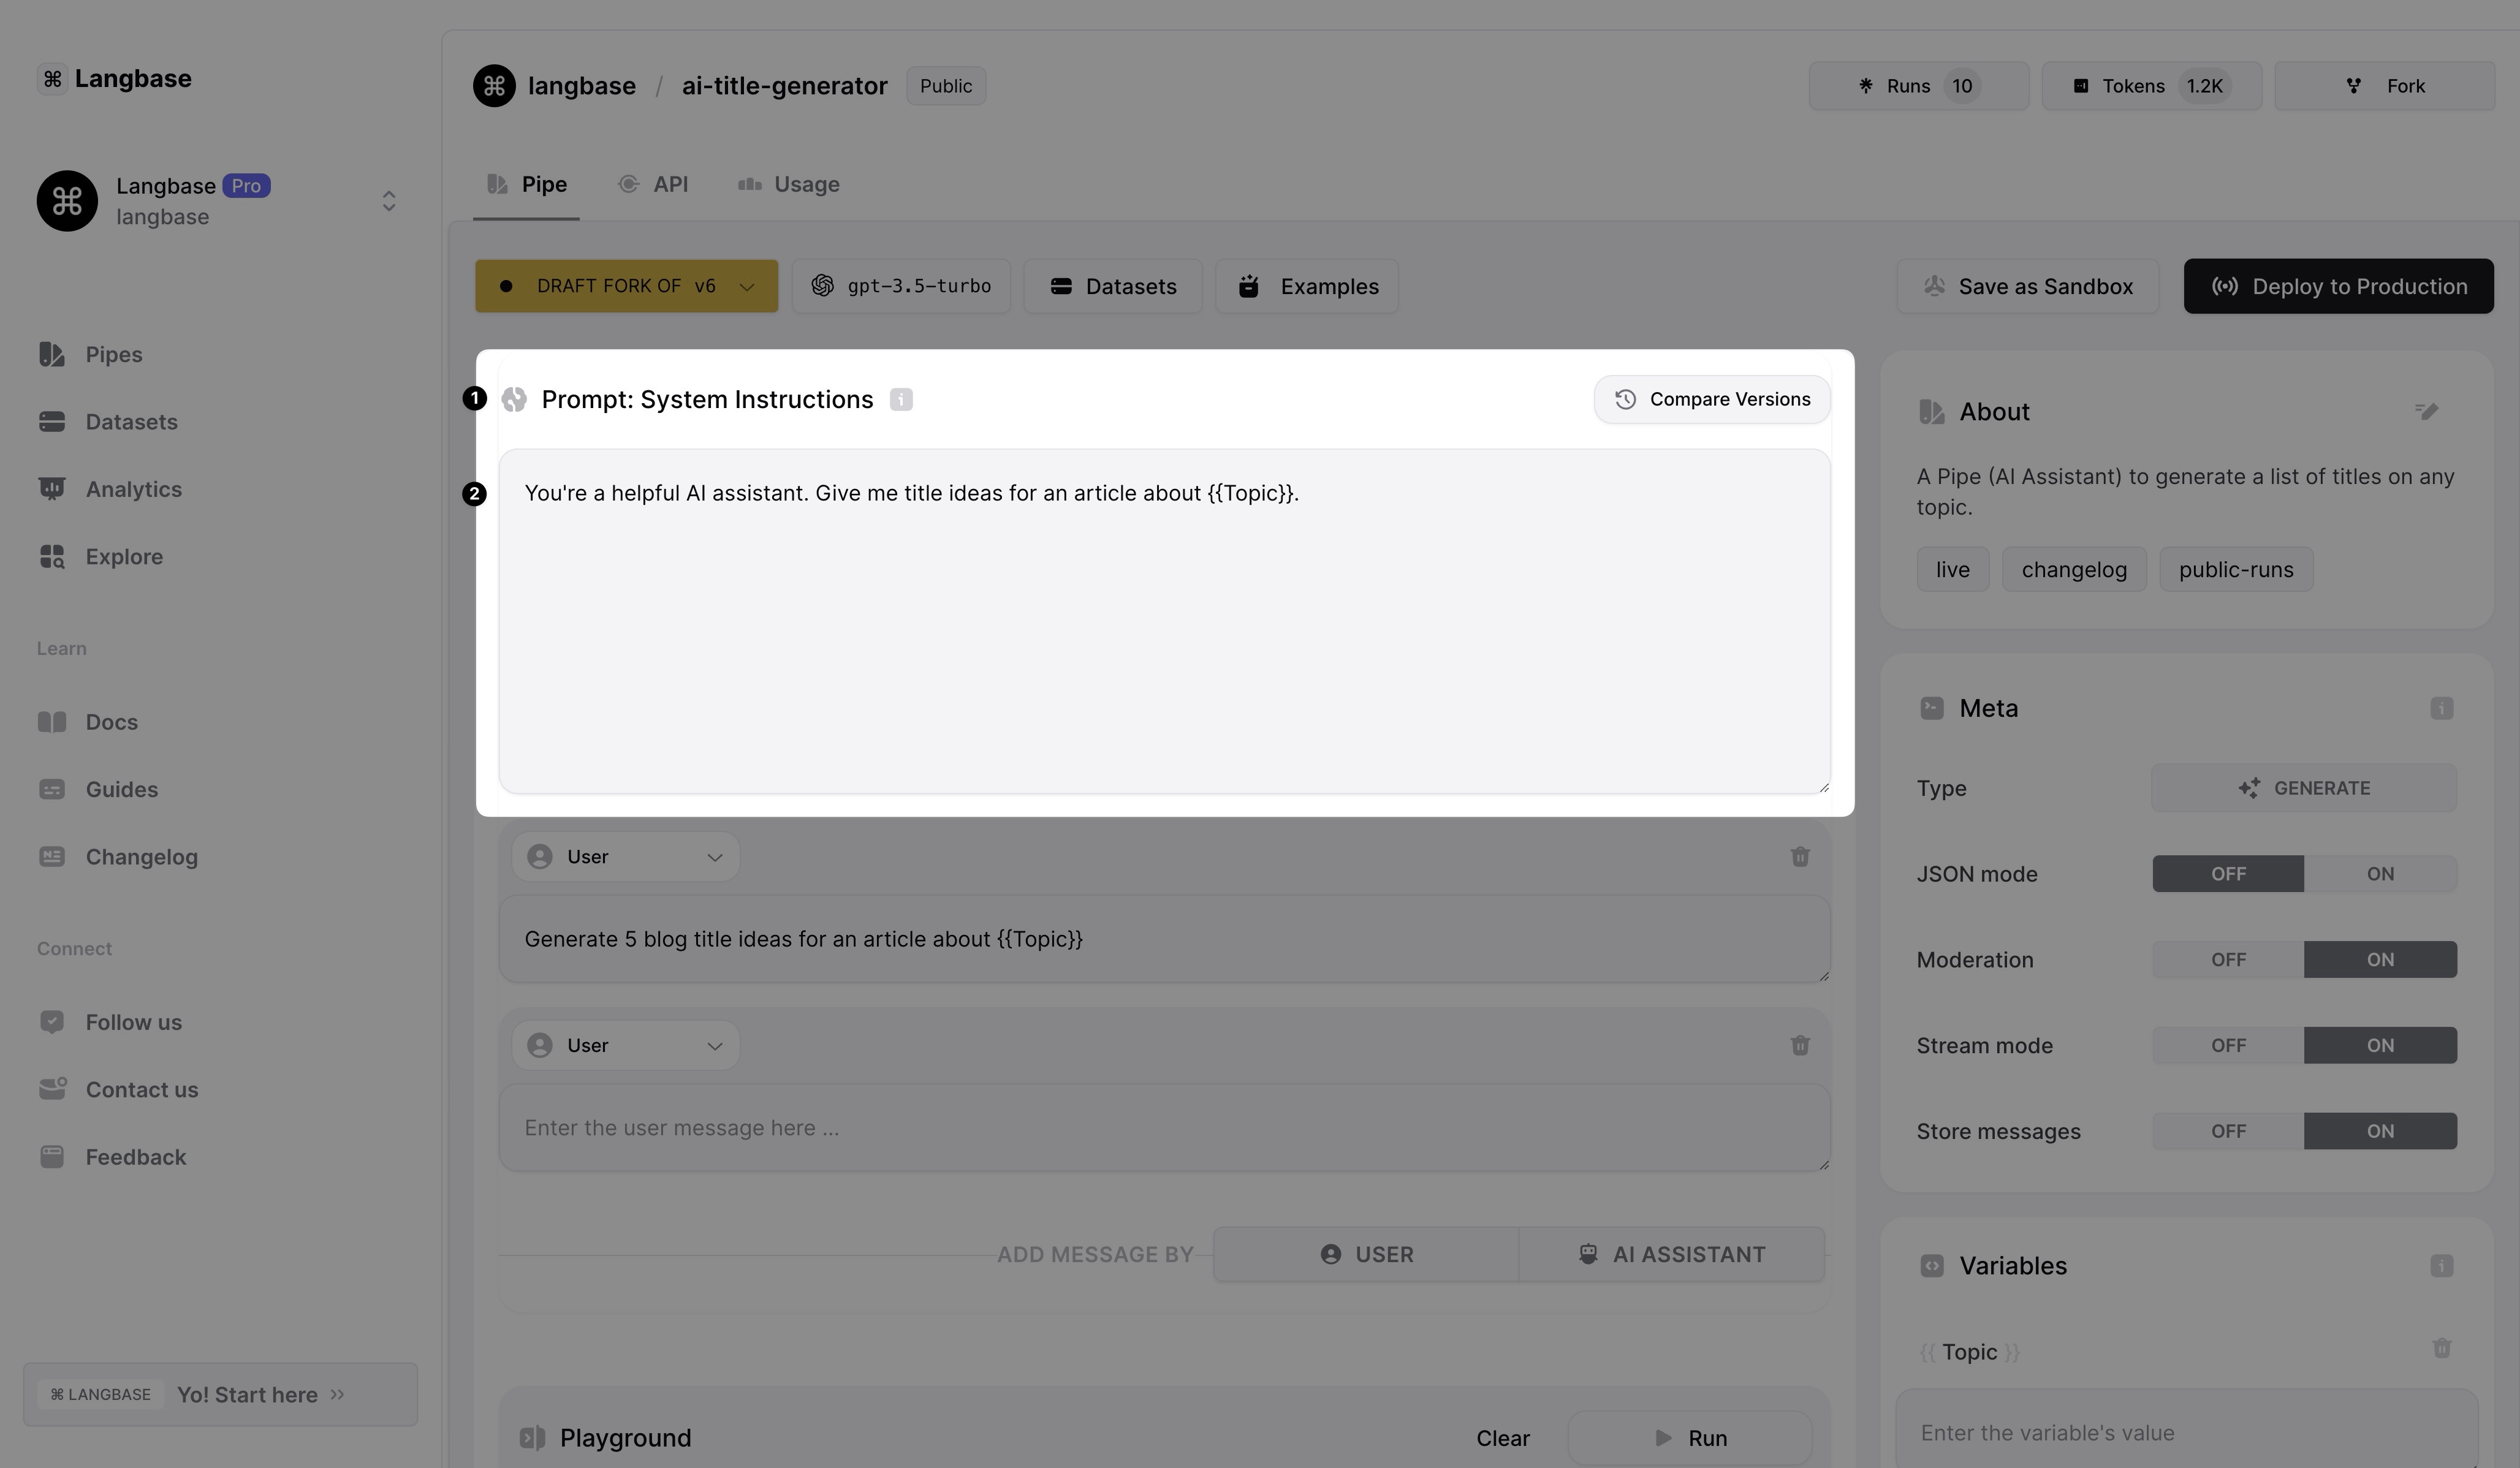 Langbase
langbase / ai-title-generator Public
Runs 10 Tokens 1.2K Fork
Langbase Pro
langbase
Pipe API Usage
DRAFT FORK OF v6 gpt-3.5-turbo Datasets Examples
Save as Sandbox Deploy to Production
Pipes
Datasets
Analytics
Explore
Learn
Docs
Guides
Changelog
Connect
Follow us
Contact us
Feedback
LANGBASE Yo! Start here
1 Prompt: System Instructions Compare Versions
2 You're a helpful AI assistant. Give me title ideas for an article about {{Topic}}.
User
Generate 5 blog title ideas for an article about {{Topic}}
User
Enter the user message here ...
ADD MESSAGE BY USER AI ASSISTANT
Playground Clear Run
About
A Pipe (AI Assistant) to generate a list of titles on any
topic.
live changelog public-runs
Meta
Type GENERATE
JSON mode OFF ON
Moderation OFF ON
Stream mode OFF ON
Store messages OFF ON
Variables
{{ Topic }}
Enter the variable's value